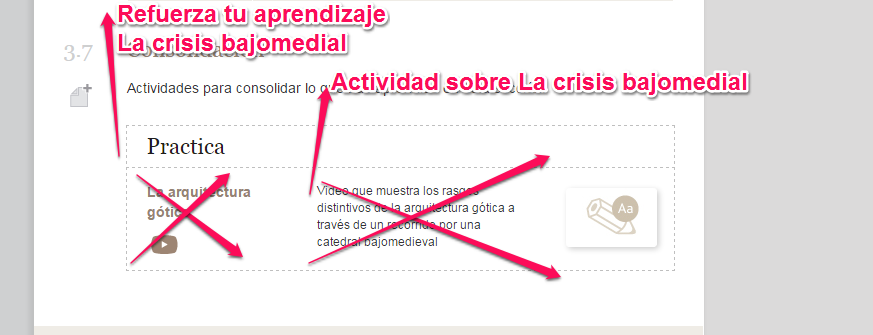 Refuerza tu aprendizaje
La crisis bajomedial
3.7
Actividad sobre La crisis bajomedial
Actividades para consolidar lo
Practica
La arquitectura
gótica
Vídeo que muestra los rasgos
distintivos de la arquitectura gótica a
través de un recorrido por una
catedral bajomedieval
Aa